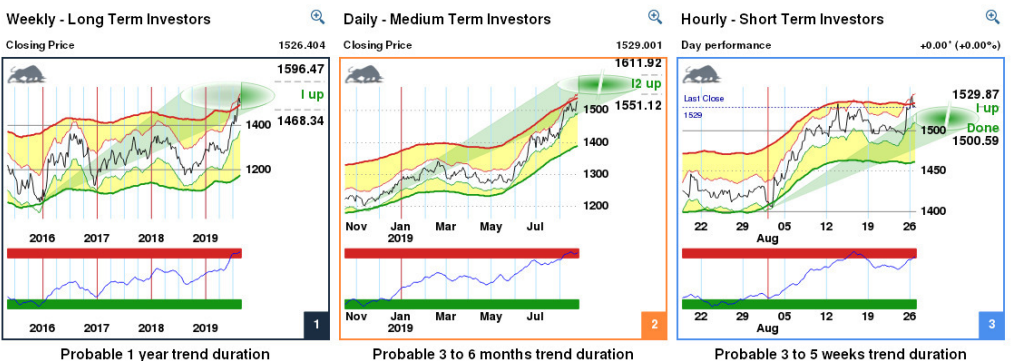 Weekly - Long Term Investors
Closing Price 1526.404
1596.47
I up
1468.34
1400
1200
2016 2017 2018 2019
2016 2017 2018 2019
1
Probable 1 year trend duration
Daily - Medium Term Investors
Closing Price 1529.001
1611.92
I2 up
1551.12
1500
1400
1300
1200
Nov Jan Mar May Jul
2019
Nov Jan Mar May Jul
2019
2
Probable 3 to 6 months trend duration
Hourly - Short Term Investors
Day performance +0.00* (+0.00%)
Last Close
1529
1529.87
I up
Done
1500.59
1500
1450
1400
22 29 05 12 19 26
Aug
22 29 05 12 19 26
Aug
3
Probable 3 to 5 weeks trend duration